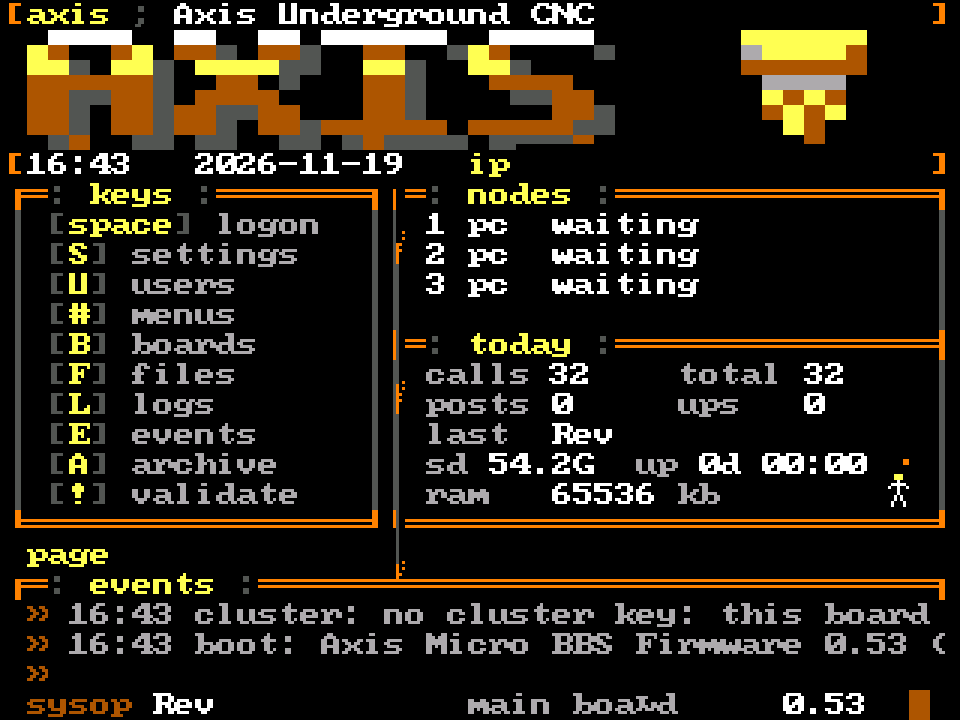 [axis ; Axis Underground CNC ]
AXIS
[16:43 2026-11-19 ip ]
: keys : : nodes :
[space] logon 1 pc waiting
[S] settings 2 pc waiting
[U] users 3 pc waiting
[#] menus
[B] boards : today :
[F] files calls 32 total 32
[L] logs posts 0 ups 0
[E] events last Rev
[A] archive sd 54.2G up 0d 00:00
[!] validate ram 65536 kb
page
: events :
» 16:43 cluster: no cluster key: this board
» 16:43 boot: Axis Micro BBS Firmware 0.53 (
»
sysop Rev main board 0.53